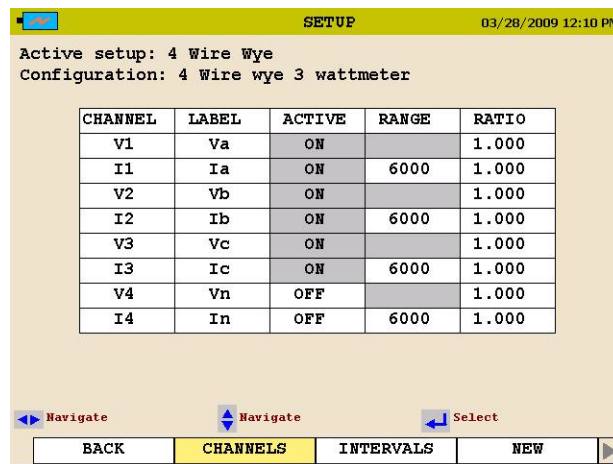 SETUP 03/28/2009 12:10 PM
Active setup: 4 Wire Wye
Configuration: 4 Wire wye 3 wattmeter
CHANNEL LABEL ACTIVE RANGE RATIO
V1 Va ON 1.000
I1 Ia ON 6000 1.000
V2 Vb ON 1.000
I2 Ib ON 6000 1.000
V3 Vc ON 1.000
I3 Ic ON 6000 1.000
V4 Vn OFF 1.000
I4 In OFF 6000 1.000
Navigate Navigate Select
BACK CHANNELS INTERVALS NEW